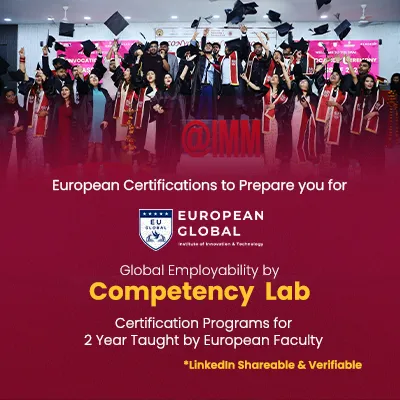 @IMM
European Certifications to Prepare you for
EU
GLOBAL
EUROPEAN
GLOBAL
Institute of Innovation & Technology
Global Employability by
Competency Lab
Certification Programs for
2 Year Taught by European Faculty
*LinkedIn Shareable & Verifiable